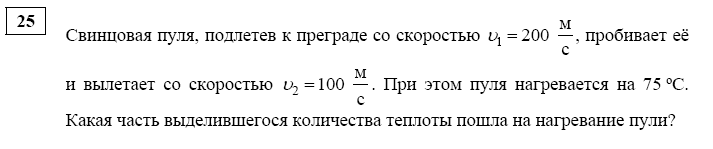 25
Свинцовая пуля, подлетев к преграде со скоростью υ₁ = 200 м/с, пробивает её
и вылетает со скоростью υ₂ = 100 м/с. При этом пуля нагревается на 75 °С.
Какая часть выделившегося количества теплоты пошла на нагревание пули?